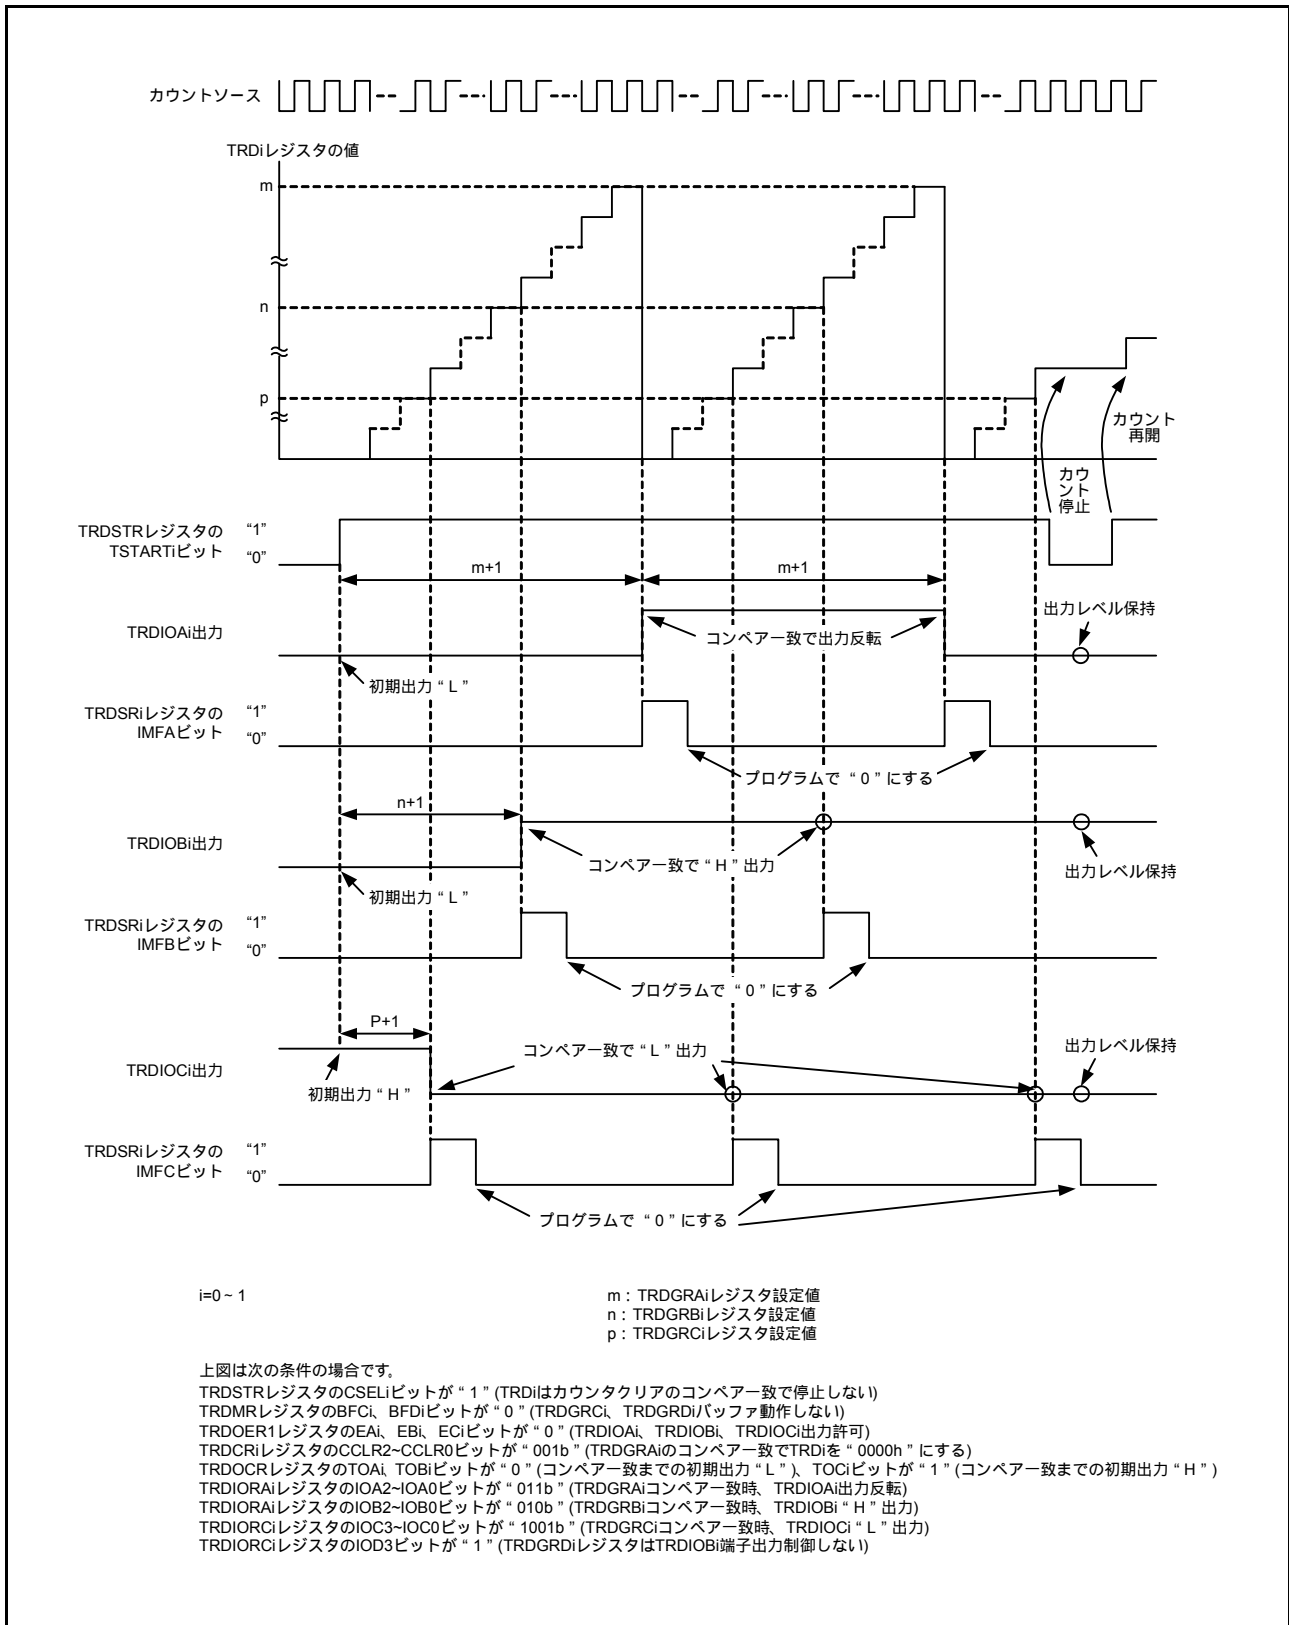 カウントソース
TRDiレジスタの値
m
n
p
カウント
再開
カウ
ント
停止
TRDSTRレジスタの
TSTARTiビット
“1”
“0”
m+1
m+1
TRDIOAi出力
コンペア一致で出力反転
出力レベル保持
初期出力“L”
TRDSRiレジスタの
IMFAビット
“1”
“0”
プログラムで“0”にする
n+1
TRDIOBi出力
コンペア一致で“H”出力
出力レベル保持
初期出力“L”
TRDSRiレジスタの
IMFBビット
“1”
“0”
プログラムで“0”にする
P+1
TRDIOCi出力
コンペア一致で“L”出力
出力レベル保持
初期出力“H”
TRDSRiレジスタの
IMFCビット
“1”
“0”
プログラムで“0”にする
i=0~1
m：TRDGRAiレジスタ設定値
n：TRDGRBiレジスタ設定値
p：TRDGRCiレジスタ設定値
上図は次の条件の場合です。
TRDSTRレジスタのCSELiビットが“1”(TRDiはカウンタクリアのコンペア一致で停止しない)
TRDMRレジスタのBFCi、BFDiビットが“0”(TRDGRCi、TRDGRDiバッファ動作しない)
TRDOER1レジスタのEAi、EBi、ECiビットが“0”(TRDIOAi、TRDIOBi、TRDIOCi出力許可)
TRDCRiレジスタのCCLR2~CCLR0ビットが“001b”(TRDGRAiのコンペア一致でTRDiを“0000h”にする)
TRDOCRレジスタのTOAi、TOBiビットが“0”(コンペア一致までの初期出力“L”)、TOCiビットが“1”(コンペア一致までの初期出力“H”)
TRDIORAiレジスタのIOA2~IOA0ビットが“011b”(TRDGRAiコンペア一致時、TRDIOAi出力反転)
TRDIORAiレジスタのIOB2~IOB0ビットが“010b”(TRDGRBiコンペア一致時、TRDIOBi“H”出力)
TRDIORCiレジスタのIOC3~IOC0ビットが“1001b”(TRDGRCiコンペア一致時、TRDIOCi“L”出力)
TRDIORCiレジスタのIOD3ビットが“1”(TRDGRDiレジスタはTRDIOBi端子出力制御しない)